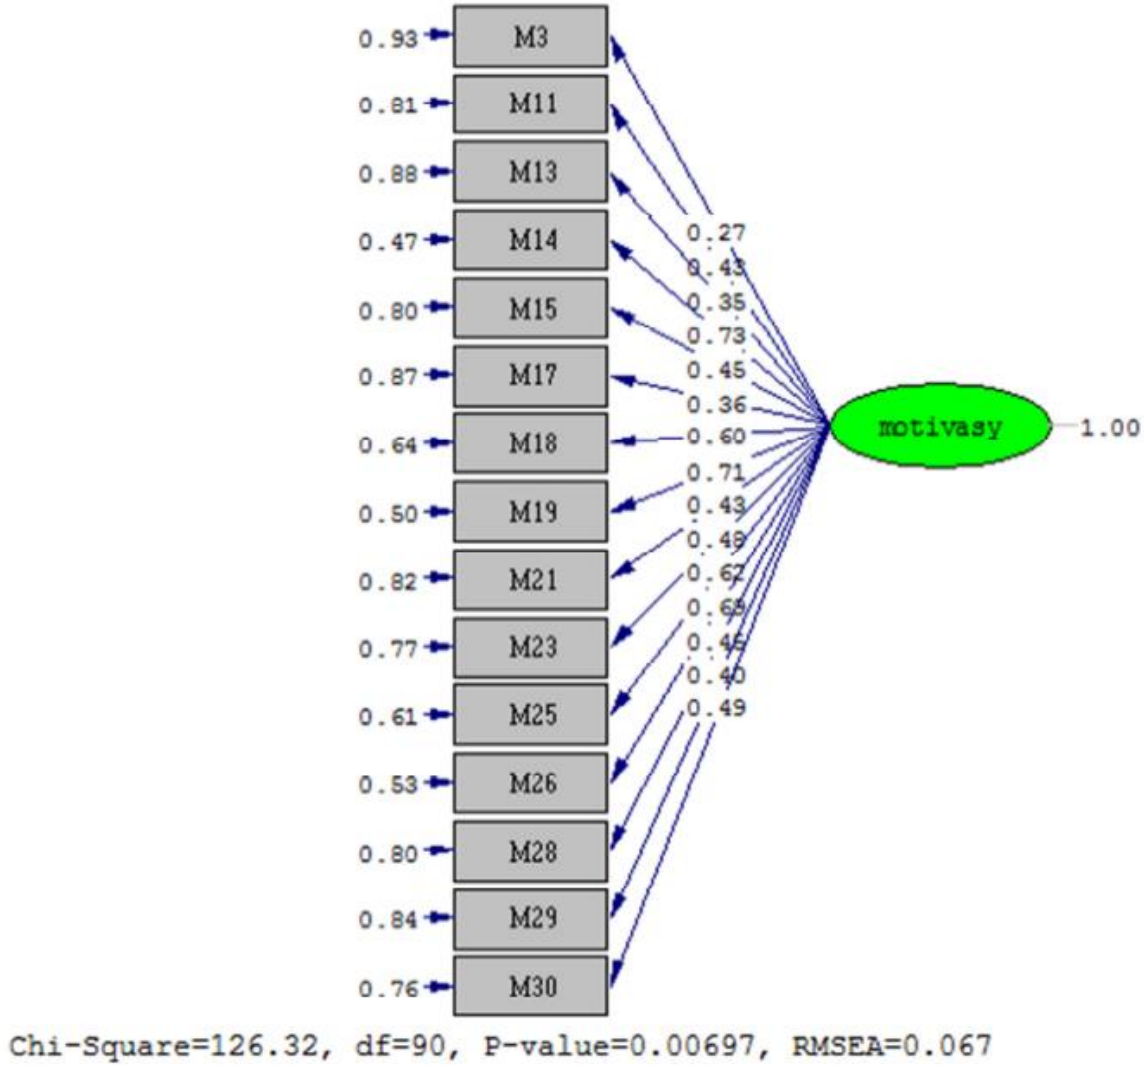 0.93 M3
0.81 M11
0.88 M13
0.47 M14
0.80 M15
0.87 M17
0.64 M18
0.50 M19
0.82 M21
0.77 M23
0.61 M25
0.53 M26
0.80 M28
0.84 M29
0.76 M30
0.27
0.43
0.35
0.73
0.45
0.36
0.60
0.71
0.43
0.48
0.62
0.69
0.45
0.40
0.49
motivasy 1.00
Chi-Square=126.32, df=90, P-value=0.00697, RMSEA=0.067